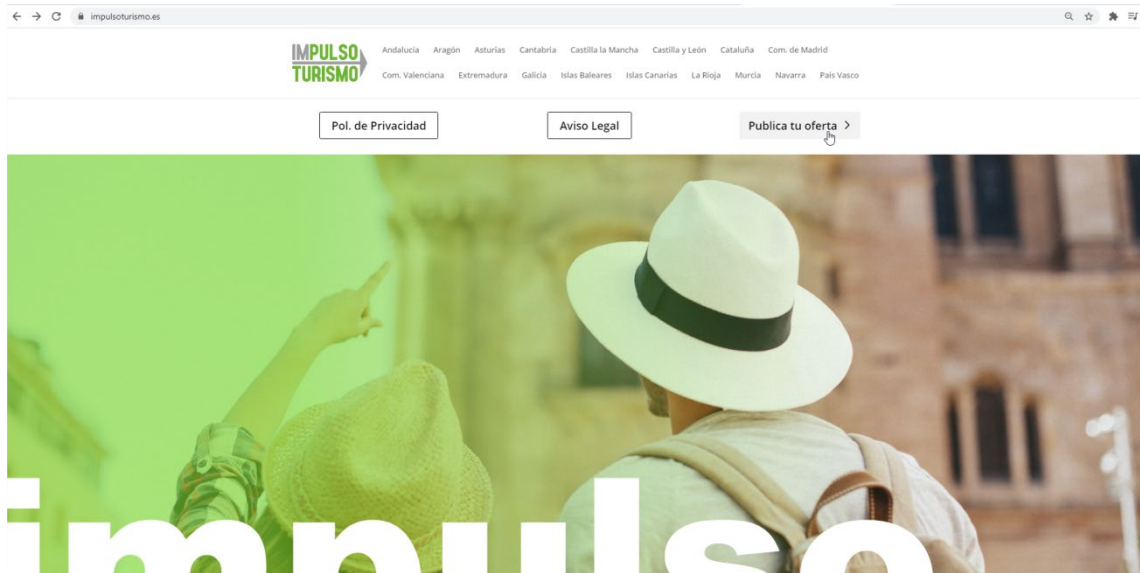 impulsoturismo.es
IMPULSO
TURISMO
Andalucía Aragón Asturias Cantabria Castilla la Mancha Castilla y León Cataluña Com. de Madrid
Com. Valenciana Extremadura Galicia Islas Baleares Islas Canarias La Rioja Murcia Navarra País Vasco
Pol. de Privacidad Aviso Legal Publica tu oferta
impulso